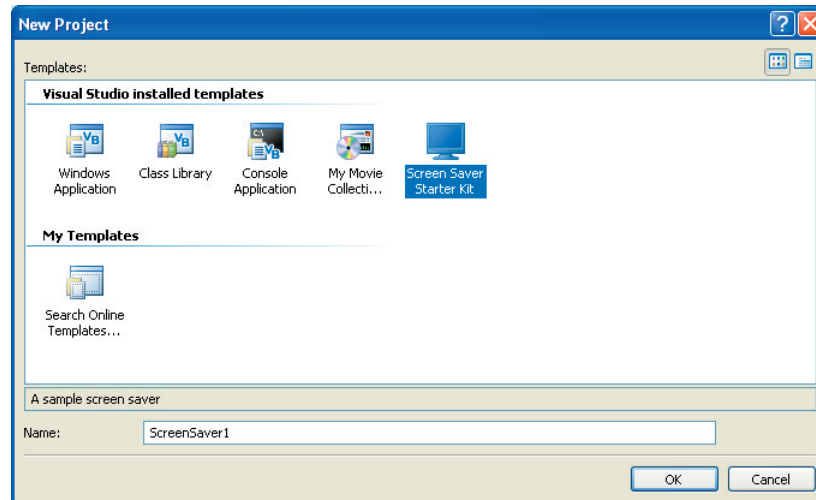 New Project
Templates:
Visual Studio installed templates
Windows Application
Class Library
Console Application
My Movie Collecti...
Screen Saver Starter Kit
My Templates
Search Online Templates...
A sample screen saver
Name:
ScreenSaver1
OK
Cancel